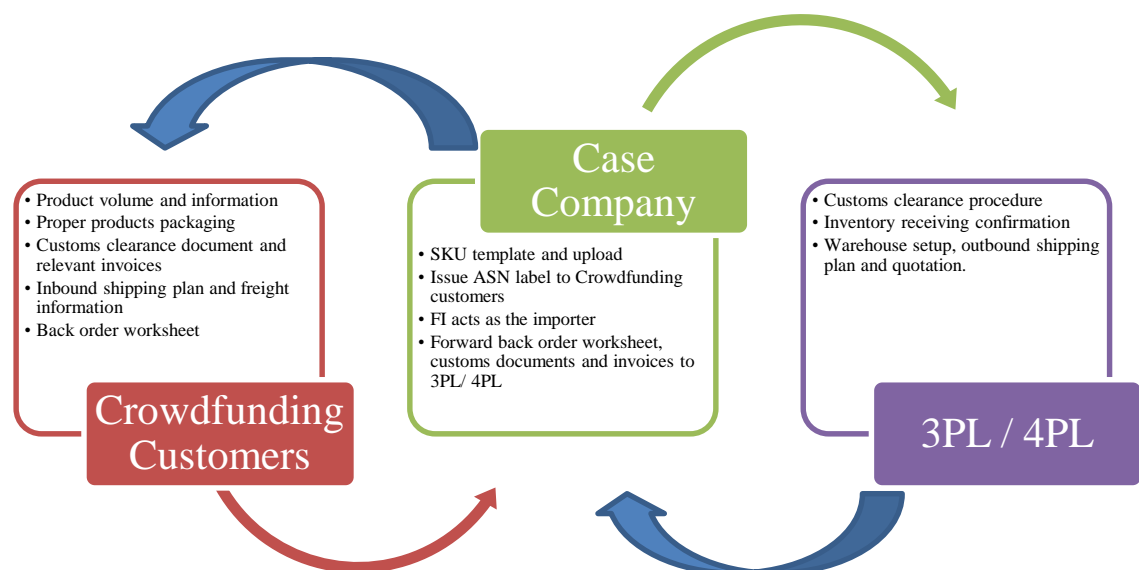 • Product volume and information
• Proper products packaging
• Customs clearance document and
relevant invoices
• Inbound shipping plan and freight
information
• Back order worksheet
Crowdfunding
Customers
Case
Company
• SKU template and upload
• Issue ASN label to Crowdfunding
customers
• FI acts as the importer
• Forward back order worksheet,
customs documents and invoices to
3PL/ 4PL
• Customs clearance procedure
• Inventory receiving confirmation
• Warehouse setup, outbound shipping
plan and quotation.
3PL / 4PL